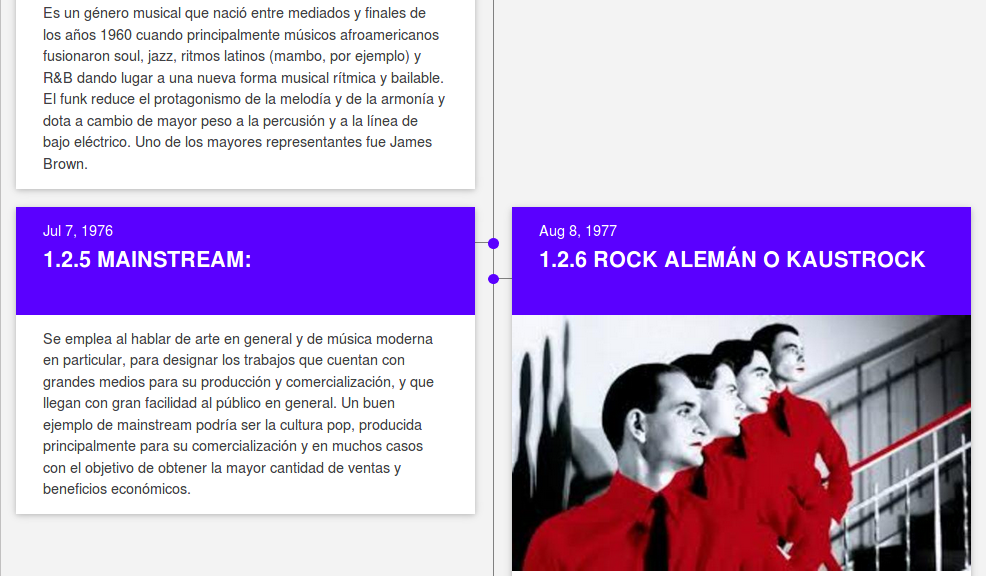 Es un género musical que nació entre mediados y finales de
los años 1960 cuando principalmente músicos afroamericanos
fusionaron soul, jazz, ritmos latinos (mambo, por ejemplo) y
R&B dando lugar a una nueva forma musical rítmica y bailable.
El funk reduce el protagonismo de la melodía y de la armonía y
dota a cambio de mayor peso a la percusión y a la línea de
bajo eléctrico. Uno de los mayores representantes fue James
Brown.
Jul 7, 1976
1.2.5 MAINSTREAM:
Se emplea al hablar de arte en general y de música moderna
en particular, para designar los trabajos que cuentan con
grandes medios para su producción y comercialización, y que
llegan con gran facilidad al público en general. Un buen
ejemplo de mainstream podría ser la cultura pop, producida
principalmente para su comercialización y en muchos casos
con el objetivo de obtener la mayor cantidad de ventas y
beneficios económicos.
Aug 8, 1977
1.2.6 ROCK ALEMÁN O KAUSTROCK